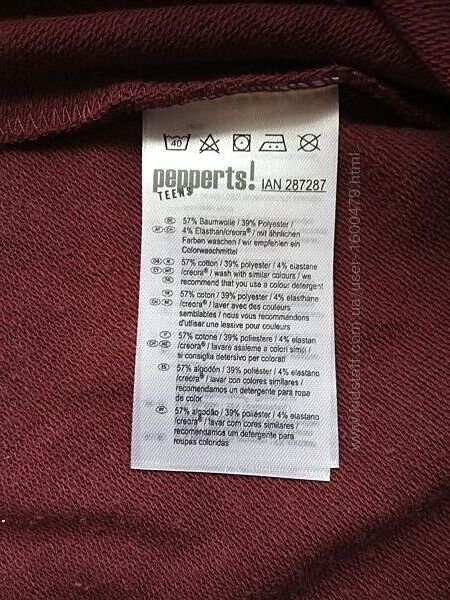 40
pepperts!
TEENS
IAN 287287
57% Baumwolle / 39% Polyester /
4% Elasthan/creora® / mit ähnlichen
Farben waschen / wir empfehlen ein
Colorwaschmittel
57% cotton / 39% polyester / 4% elastane
/creora® / wash with similar colours / we
recommend that you use a colour detergent
57% coton / 39% polyester / 4% élasthanne
/creora® / laver avec des couleurs
semblables / nous vous recommandons
d'utiliser une lessive pour couleurs
57% cotone / 39% poliestere / 4% elastan
/creora® / lavare assieme a colori simili /
si consiglia detersivo per colorati
57% algodón / 39% poliéster / 4% elastano
/creora® / lavar con colores similares /
recomendamos un detergente para ropa
de color
57% algodão / 39% poliéster / 4% elastano
/creora® / lavar com cores similares /
recomendamos um detergente para
roupas coloridas